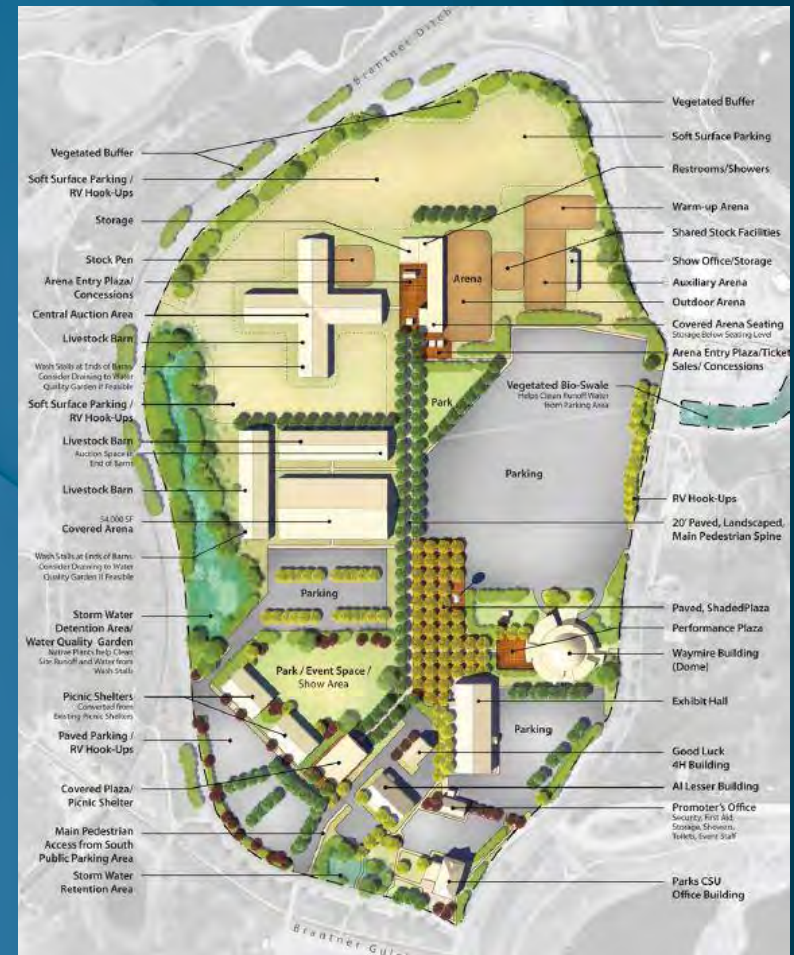 Brantner Ditch
Vegetated Buffer
Soft Surface Parking /
RV Hook-Ups
Storage
Stock Pen
Arena Entry Plaza/
Concessions
Central Auction Area
Livestock Barn
Wash Stalls at Ends of Barns
Consider Draining to Water
Quality Garden if Feasible
Soft Surface Parking /
RV Hook-Ups
Livestock Barn
Auction Space in
End of Barns
Livestock Barn
54,000 SF
Covered Arena
Wash Stalls at Ends of Barns
Consider Draining to Water
Quality Garden if Feasible
Storm Water
Detention Area/
Water Quality Garden
Native Plants help Clean
Site Runoff and Water from
Wash Stalls
Picnic Shelters
Converted from
Existing Picnic Shelters
Paved Parking /
RV Hook-Ups
Covered Plaza/
Picnic Shelter
Main Pedestrian
Access from South
Public Parking Area
Storm Water
Retention Area
Arena
Park
Vegetated Bio-Swale
Helps Clean Runoff Water
from Parking Area
Parking
Parking
Park / Event Space /
Show Area
Parking
Vegetated Buffer
Soft Surface Parking
Restrooms/Showers
Warm-up Arena
Shared Stock Facilities
Show Office/Storage
Auxiliary Arena
Outdoor Arena
Covered Arena Seating
Storage Below Seating Level
Arena Entry Plaza/Ticket
Sales/ Concessions
RV Hook-Ups
20' Paved, Landscaped,
Main Pedestrian Spine
Paved, ShadedPlaza
Performance Plaza
Waymire Building
(Dome)
Exhibit Hall
Good Luck
4H Building
Al Lesser Building
Promoter's Office
Security, First Aid,
Storage, Showers,
Toilets, Event Staff
Parks CSU
Office Building
Brantner Gulch